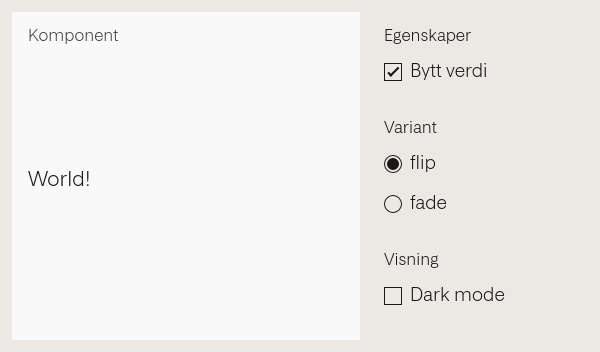 Komponent
World!
Egenskaper
Bytt verdi
Variant
flip
fade
Visning
Dark mode